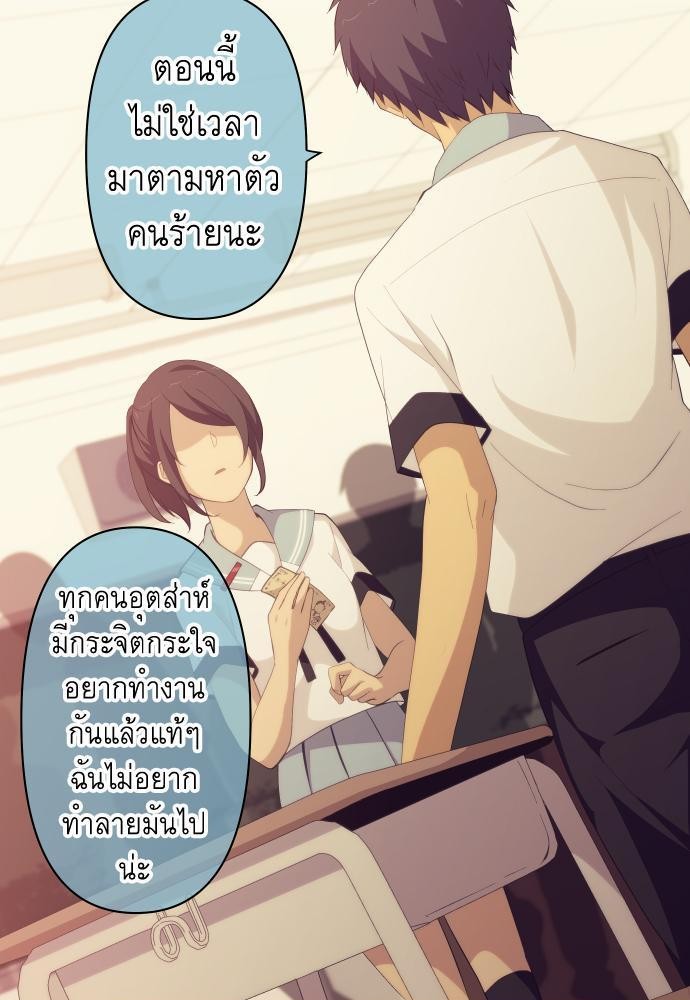 ตอนนี้
ไม่ใช่เวลา
มาตามหาตัว
คนร้ายนะ
ทุกคนอุตส่าห์
มีกระจิตกระใจ
อยากทำงาน
กันแล้วแท้ๆ
ฉันไม่อยาก
ทำลายมันไป
น่ะ